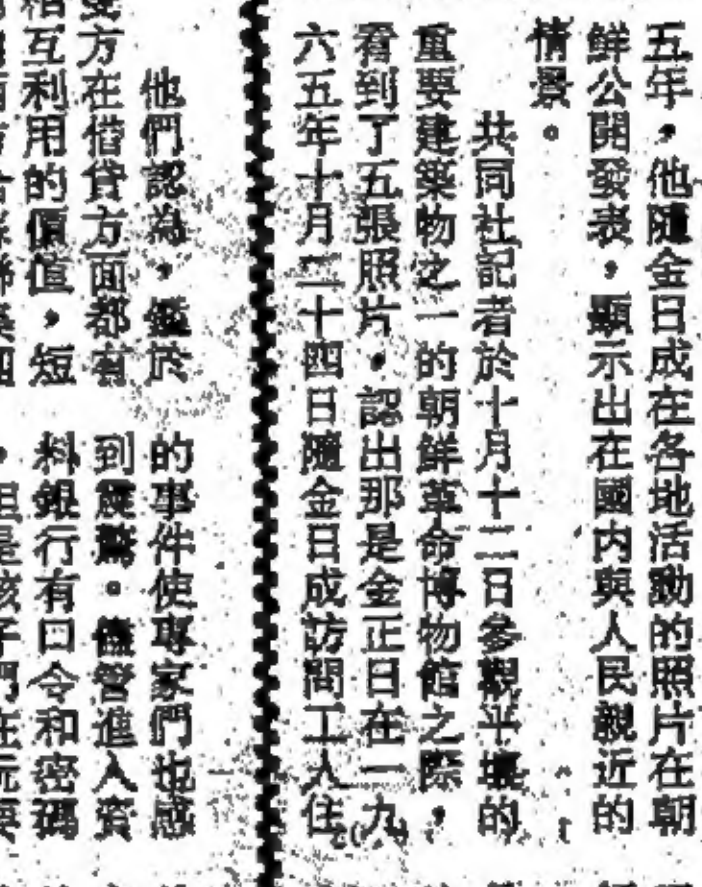 五年，他隨金日成在各地活動的照片在朝
鮮公開發表，顯示出在國内與人民親近的
情景。
共同社記者於十月十二日參觀平壤的
重要建築物之一的朝鮮革命博物館之際，
看到了五張照片，認出那是金正日在一九
六五年十月二十四日隨金日成訪問工人住
他們認為，鑑於
雙方在借貸方面都有
相互利用的價值，短
的事件使專家們也感
到震驚。儘管進入資
料銀行有口令和密碼
，但是孩子們在玩